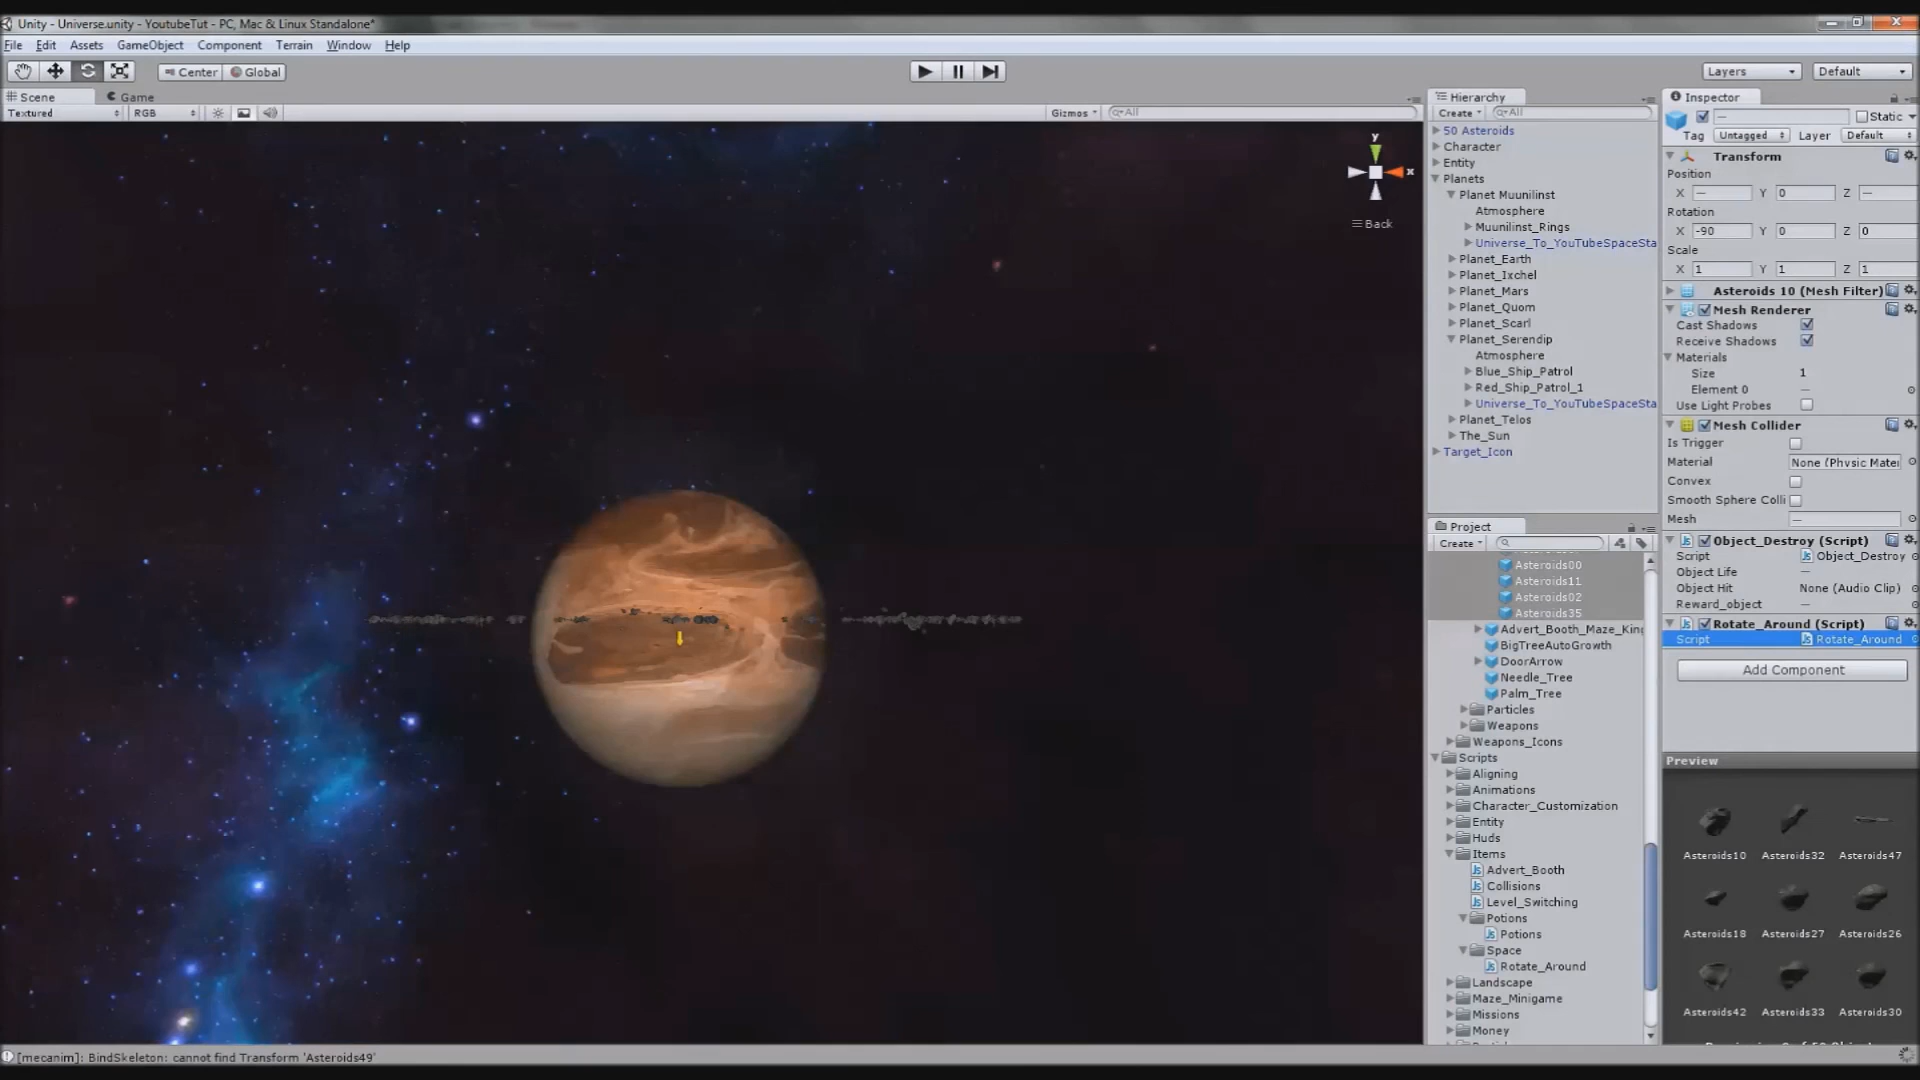 Unity - Universe.unity - YoutubeTut - PC, Mac & Linux Standalone*
File Edit Assets GameObject Component Terrain Window Help
Center Global
Layers Default
Scene Game
Textured RGB Gizmos All
y
x
Back
Hierarchy
Create All
50 Asteroids
Character
Entity
Planets
Planet Muunilinst
Atmosphere
Muunilinst_Rings
Universe_To_YouTubeSpaceSta
Planet_Earth
Planet_Ixchel
Planet_Mars
Planet_Quom
Planet_Scarl
Planet_Serendip
Atmosphere
Blue_Ship_Patrol
Red_Ship_Patrol_1
Universe_To_YouTubeSpaceSta
Planet_Telos
The_Sun
Target_Icon
Project
Create
Asteroids00
Asteroids11
Asteroids02
Asteroids35
Advert_Booth_Maze_King
BigTreeAutoGrowth
DoorArrow
Needle_Tree
Palm_Tree
Particles
Weapons
Weapons_Icons
Scripts
Aligning
Animations
Character_Customization
Entity
Huds
Items
Advert_Booth
Collisions
Level_Switching
Potions
Potions
Space
Rotate_Around
Landscape
Maze_Minigame
Missions
Money
Inspector
— Static
Tag Untagged Layer Default
Transform
Position
X — Y 0 Z —
Rotation
X -90 Y 0 Z 0
Scale
X 1 Y 1 Z 1
Asteroids 10 (Mesh Filter)
Mesh Renderer
Cast Shadows
Receive Shadows
Materials
Size 1
Element 0 —
Use Light Probes
Mesh Collider
Is Trigger
Material None (Physic Mater
Convex
Smooth Sphere Colli
Mesh —
Object_Destroy (Script)
Script Object_Destroy
Object Life —
Object Hit None (Audio Clip)
Reward_object —
Rotate_Around (Script)
Script Rotate_Around
Add Component
Preview
Asteroids10 Asteroids32 Asteroids47
Asteroids18 Asteroids27 Asteroids26
Asteroids42 Asteroids33 Asteroids30
[mecanim]: BindSkeleton: cannot find Transform 'Asteroids49'